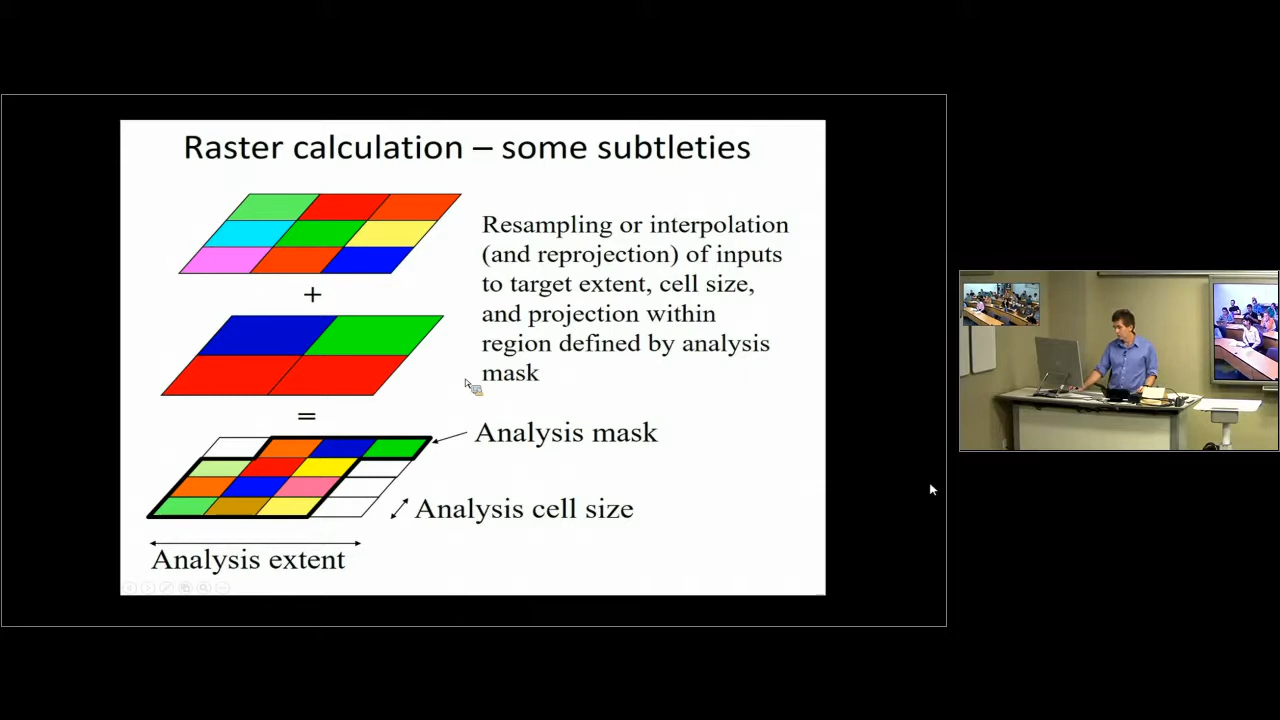 Raster calculation – some subtleties
Resampling or interpolation
(and reprojection) of inputs
to target extent, cell size,
and projection within
region defined by analysis
mask
+
=
Analysis mask
Analysis cell size
Analysis extent